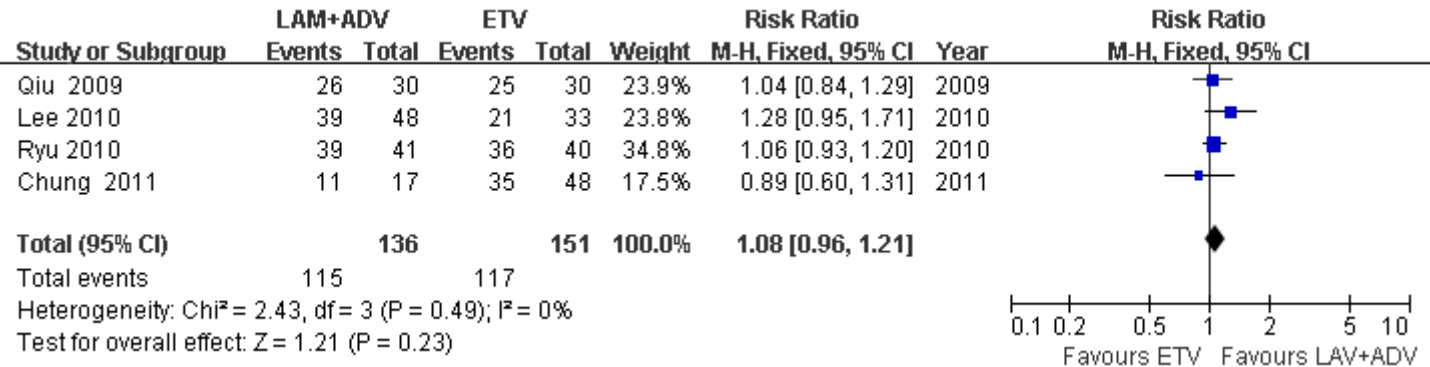 LAM+ADV ETV Risk Ratio Risk Ratio
Study or Subgroup Events Total Events Total Weight M-H, Fixed, 95% CI Year M-H, Fixed, 95% CI
Qiu 2009 26 30 25 30 23.9% 1.04 [0.84, 1.29] 2009
Lee 2010 39 48 21 33 23.8% 1.28 [0.95, 1.71] 2010
Ryu 2010 39 41 36 40 34.8% 1.06 [0.93, 1.20] 2010
Chung 2011 11 17 35 48 17.5% 0.89 [0.60, 1.31] 2011
Total (95% CI) 136 151 100.0% 1.08 [0.96, 1.21]
Total events 115 117
Heterogeneity: Chi² = 2.43, df = 3 (P = 0.49); I² = 0%
Test for overall effect: Z = 1.21 (P = 0.23)
0.1 0.2 0.5 1 2 5 10
Favours ETV Favours LAV+ADV